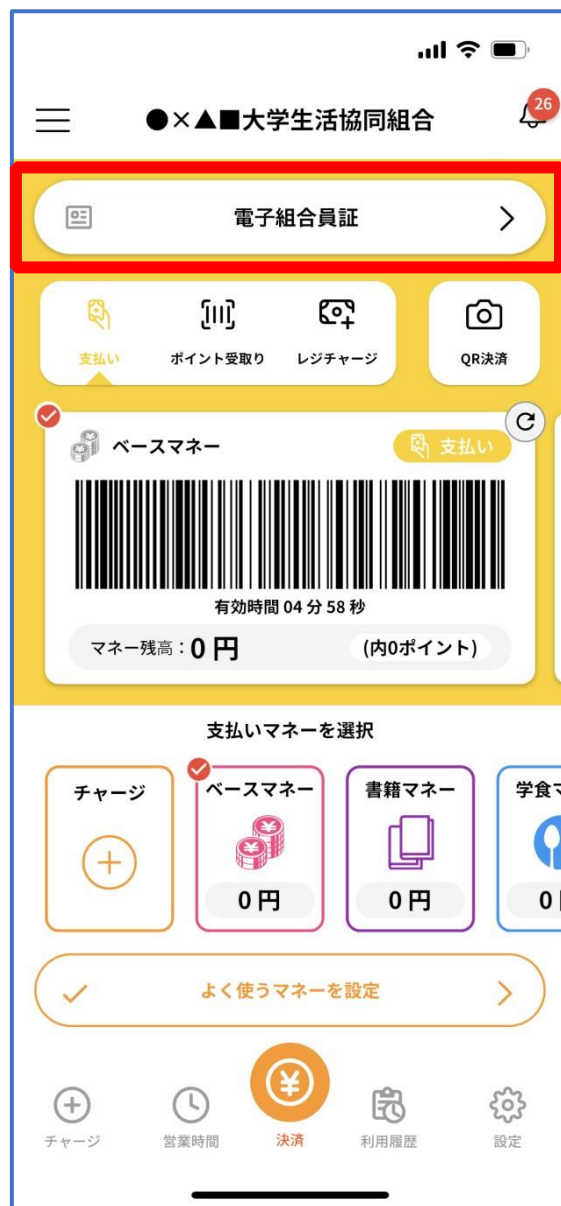 ●×▲■大学生活協同組合
26
電子組合員証
支払い
ポイント受取り
レジチャージ
QR決済
ベースマネー
支払い
有効時間 04 分 58 秒
マネー残高：0 円
(内0ポイント)
支払いマネーを選択
チャージ
ベースマネー
0 円
書籍マネー
0 円
学食マ
0
よく使うマネーを設定
チャージ
営業時間
決済
利用履歴
設定